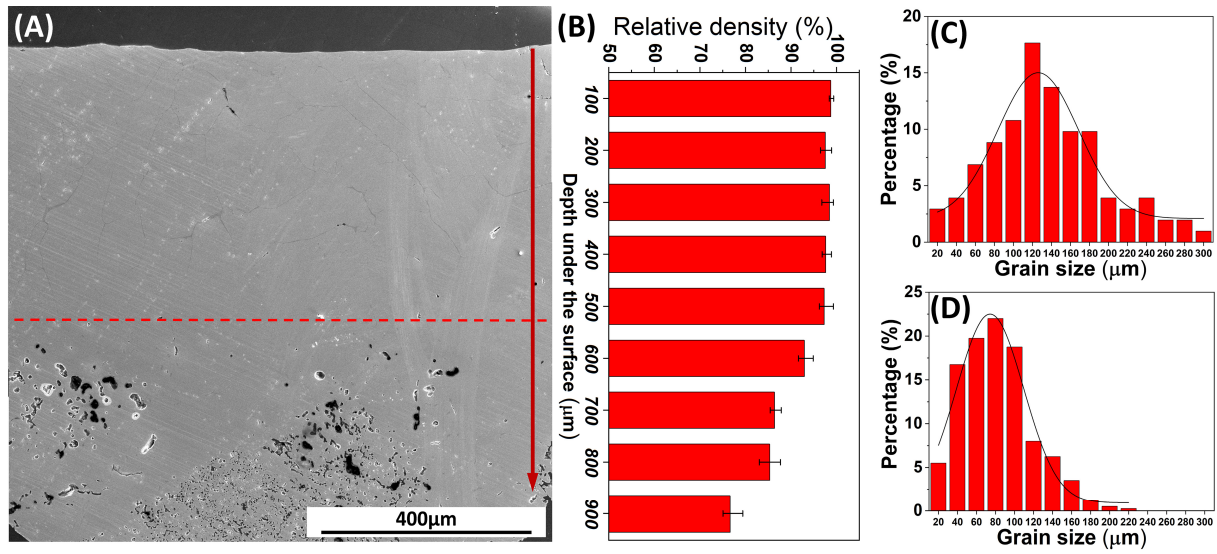 (A)
400μm
(B)
Relative density (%)
50 60 70 80 90 100
100
200
300
400
500
600
700
800
900
Depth under the surface (μm)
(C)
Percentage (%)
20
15
10
5
0
20 40 60 80 100 120 140 160 180 200 220 240 260 280 300
Grain size (μm)
(D)
Percentage (%)
25
20
15
10
5
0
20 40 60 80 100 120 140 160 180 200 220 240 260 280 300
Grain size (μm)